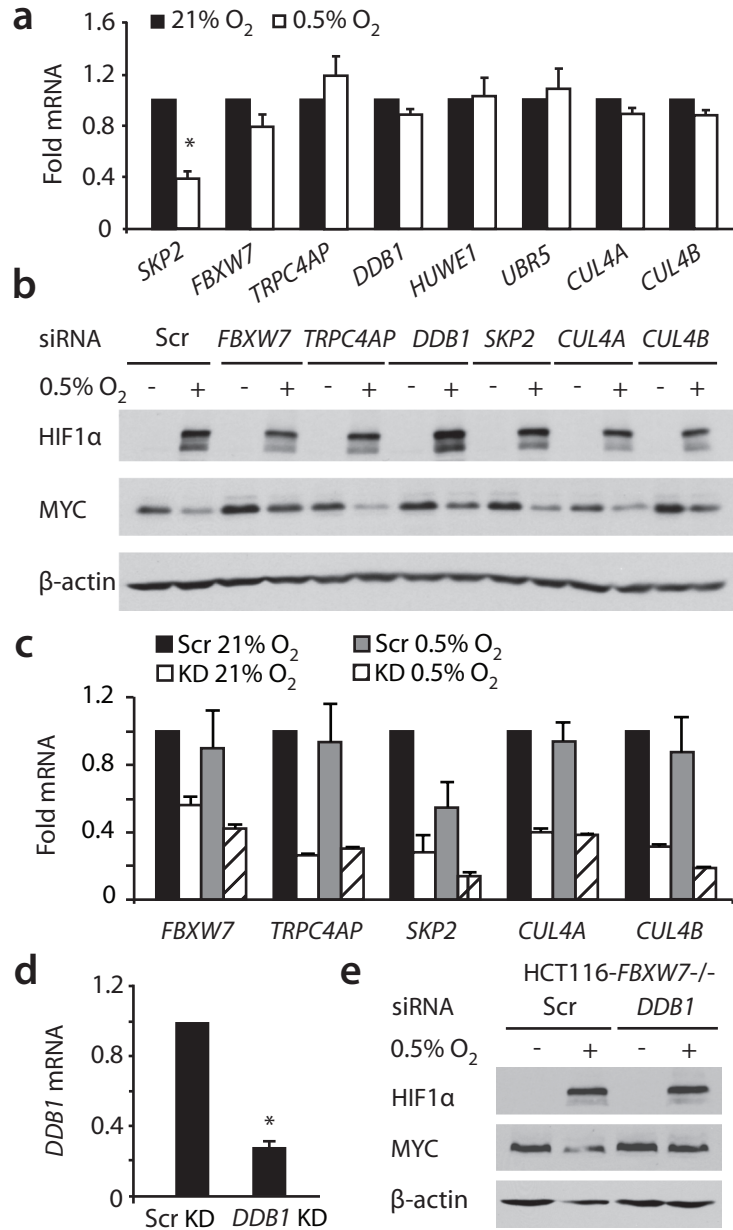 a
21% O2 0.5% O2
Fold mRNA
1.6
1.2
0.8
0.4
0
*
SKP2 FBXW7 TRPC4AP DDB1 HUWE1 UBR5 CUL4A CUL4B
b
siRNA Scr FBXW7 TRPC4AP DDB1 SKP2 CUL4A CUL4B
0.5% O2 - + - + - + - + - + - + - +
HIF1α
MYC
β-actin
c
Scr 21% O2 Scr 0.5% O2
KD 21% O2 KD 0.5% O2
Fold mRNA
1.2
0.8
0.4
0
FBXW7 TRPC4AP SKP2 CUL4A CUL4B
d
DDB1 mRNA
1.2
0.8
0.4
0
*
Scr KD DDB1 KD
e
HCT116-FBXW7-/-
siRNA Scr DDB1
0.5% O2 - + - +
HIF1α
MYC
β-actin